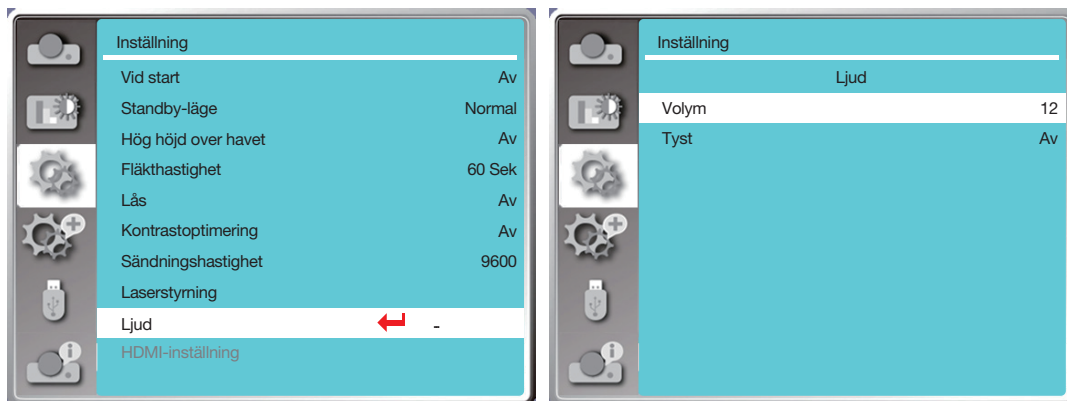 Inställning
Vid start Av
Standby-läge Normal
Hög höjd over havet Av
Fläkthastighet 60 Sek
Lås Av
Kontrastoptimering Av
Sändningshastighet 9600
Laserstyrning
Ljud -
HDMI-inställning
Inställning
Ljud
Volym 12
Tyst Av